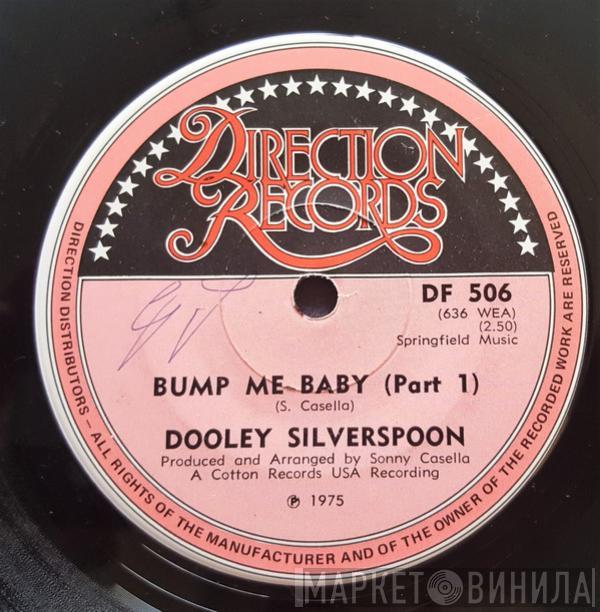 DIRECTION
RECORDS
DF 506
(636 WEA)
(2.50)
Springfield Music
BUMP ME BABY (Part 1)
(S. Casella)
DOOLEY SILVERSPOON
Produced and Arranged by Sonny Casella
A Cotton Records USA Recording
℗ 1975
DIRECTION DISTRIBUTORS – ALL RIGHTS OF THE MANUFACTURER AND OF THE OWNER OF THE RECORDED WORK ARE RESERVED
МАРКЕТ ВИНИЛА